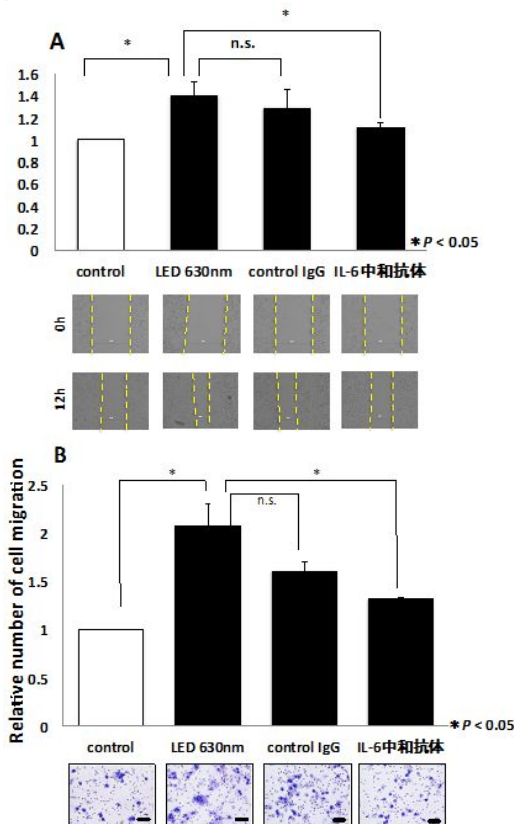 A
*
*
n.s.
1.6
1.4
1.2
1
0.8
0.6
0.4
0.2
0
* P < 0.05
control LED 630nm control IgG IL-6 中和抗体
0h
12h
B
Relative number of cell migration
*
*
n.s.
2.5
2
1.5
1
0.5
0
* P < 0.05
control LED 630nm control IgG IL-6中和抗体